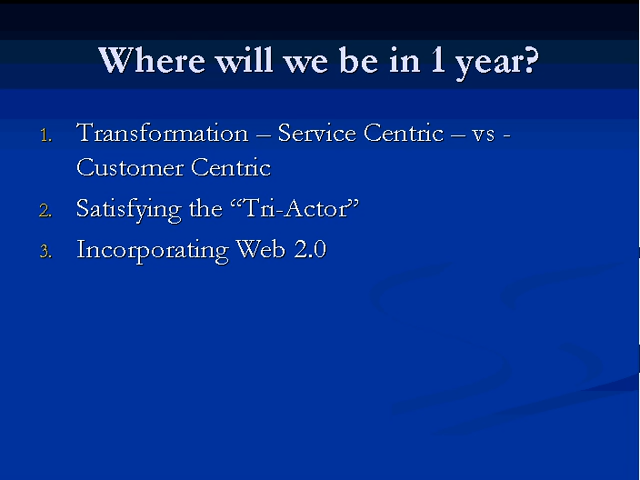 Where will we be in 1 year?
1. Transformation – Service Centric – vs -
Customer Centric
2. Satisfying the “Tri-Actor”
3. Incorporating Web 2.0